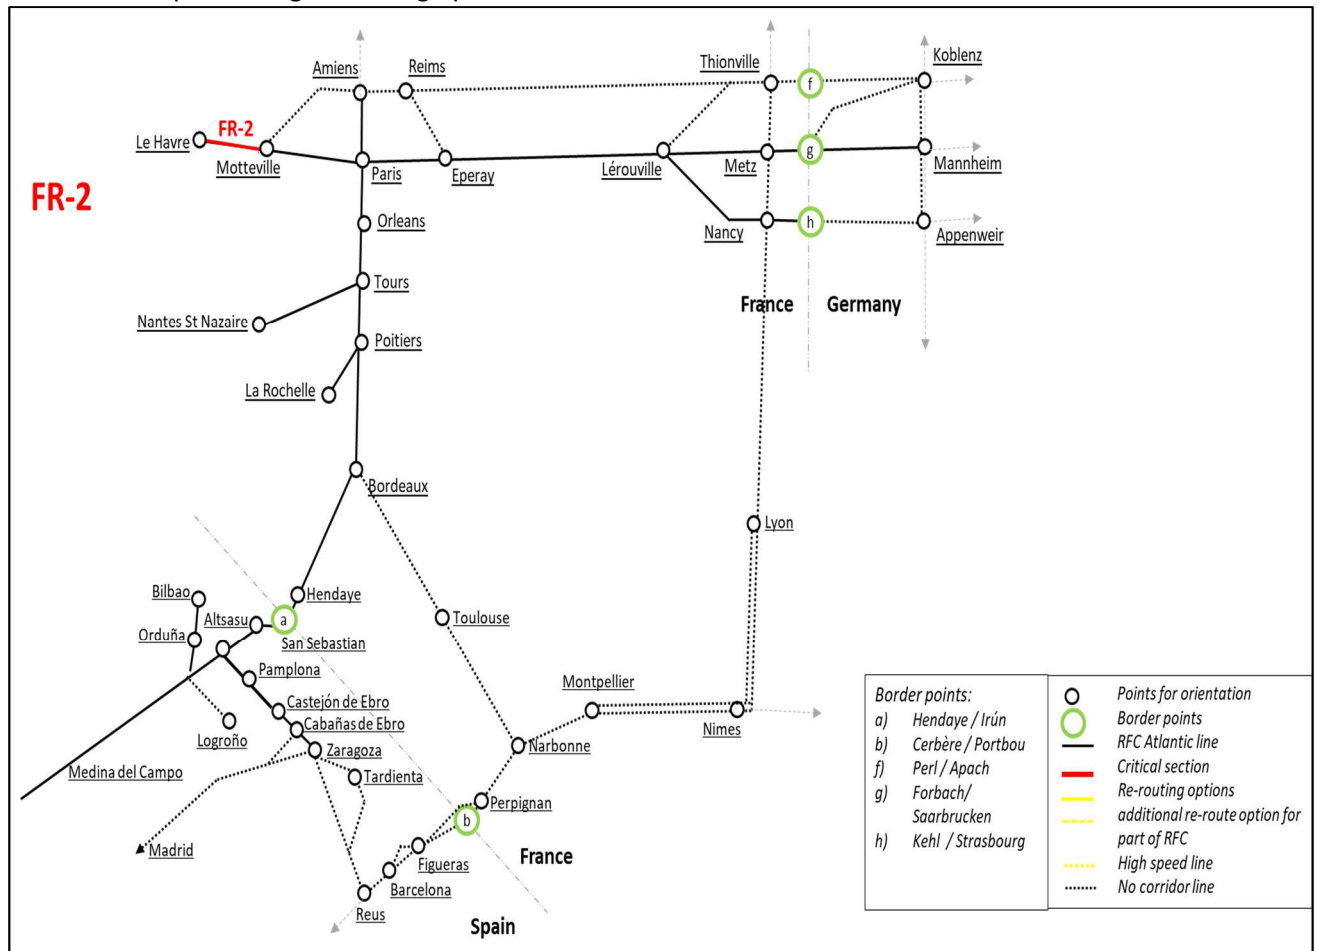 Amiens
Reims
Thionville
f
Koblenz
Le Havre
FR-2
Motteville
Paris
Eperay
Lérouville
Metz
g
Mannheim
FR-2
Orleans
Nancy
h
Appenweir
Tours
France
Germany
Nantes St Nazaire
Poitiers
La Rochelle
Bordeaux
Lyon
Hendaye
Bilbao
Altsasu
a
Toulouse
Orduña
San Sebastian
Pamplona
Montpellier
Castejón de Ebro
Cabañas de Ebro
Logroño
Zaragoza
Narbonne
Nimes
Medina del Campo
Tardienta
Perpignan
b
Madrid
Figueras
France
Barcelona
Reus
Spain
Border points:
a) Hendaye / Irún
b) Cerbère / Portbou
f) Perl / Apach
g) Forbach/
Saarbrucken
h) Kehl / Strasbourg
Points for orientation
Border points
RFC Atlantic line
Critical section
Re-routing options
additional re-route option for
part of RFC
High speed line
No corridor line